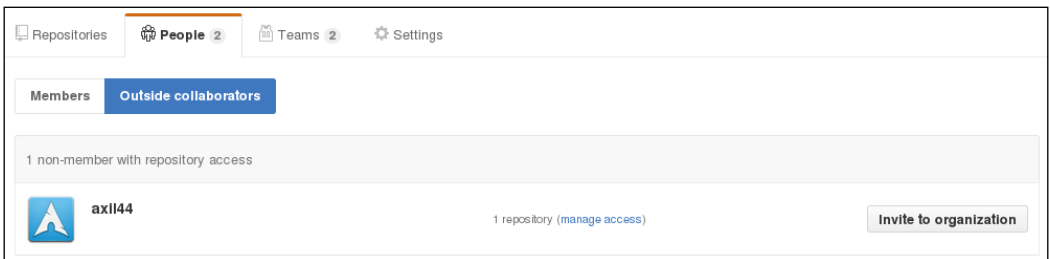 Repositories People 2 Teams 2 Settings
Members Outside collaborators
1 non-member with repository access
axil44
1 repository (manage access) Invite to organization